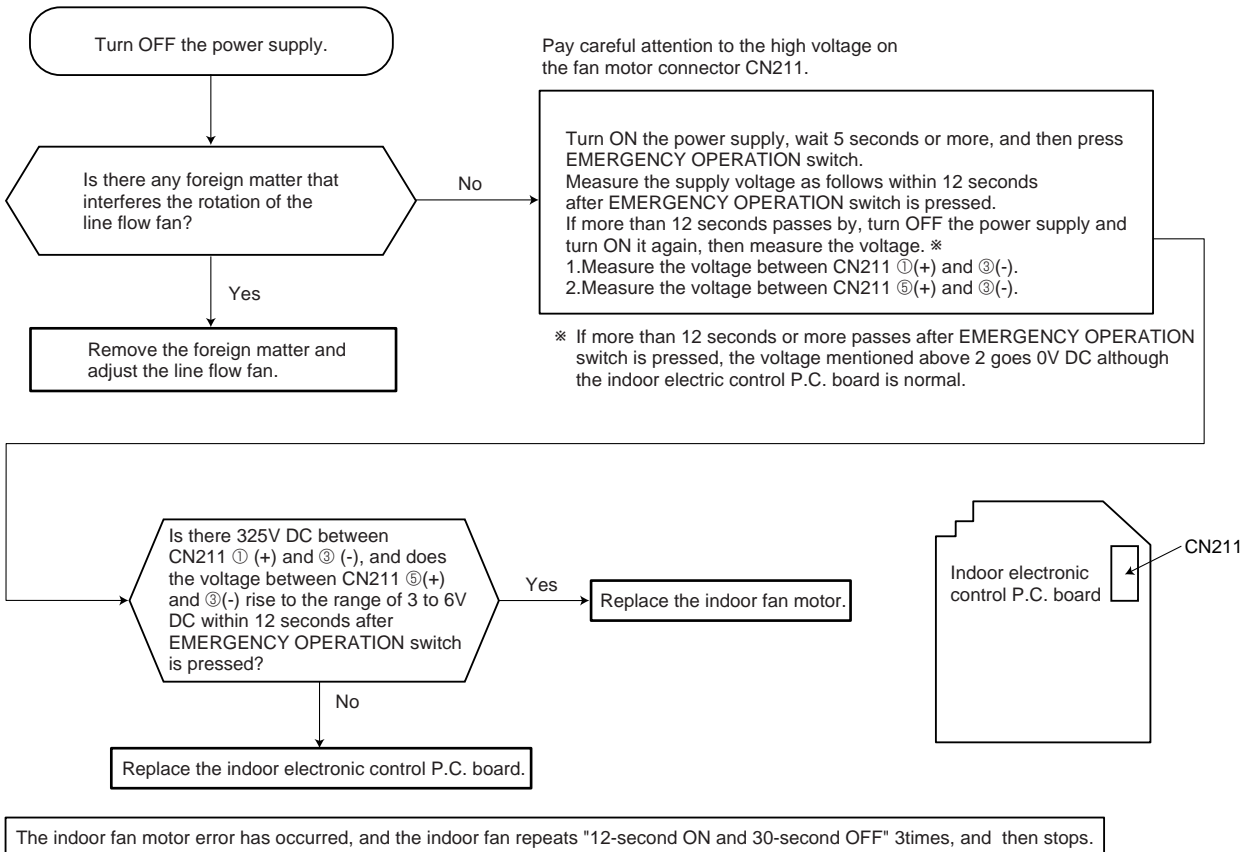 Turn OFF the power supply.
Pay careful attention to the high voltage on
the fan motor connector CN211.
Is there any foreign matter that
interferes the rotation of the
line flow fan?
No
Turn ON the power supply, wait 5 seconds or more, and then press
EMERGENCY OPERATION switch.
Measure the supply voltage as follows within 12 seconds
after EMERGENCY OPERATION switch is pressed.
If more than 12 seconds passes by, turn OFF the power supply and
turn ON it again, then measure the voltage. ※
1.Measure the voltage between CN211 ①(+) and ③(-).
2.Measure the voltage between CN211 ⑤(+) and ③(-).
Yes
Remove the foreign matter and
adjust the line flow fan.
※ If more than 12 seconds or more passes after EMERGENCY OPERATION
switch is pressed, the voltage mentioned above 2 goes 0V DC although
the indoor electric control P.C. board is normal.
Is there 325V DC between
CN211 ① (+) and ③ (-), and does
the voltage between CN211 ⑤(+)
and ③(-) rise to the range of 3 to 6V
DC within 12 seconds after
EMERGENCY OPERATION switch
is pressed?
Yes
Replace the indoor fan motor.
No
Replace the indoor electronic control P.C. board.
CN211
Indoor electronic
control P.C. board
The indoor fan motor error has occurred, and the indoor fan repeats "12-second ON and 30-second OFF" 3times, and then stops.